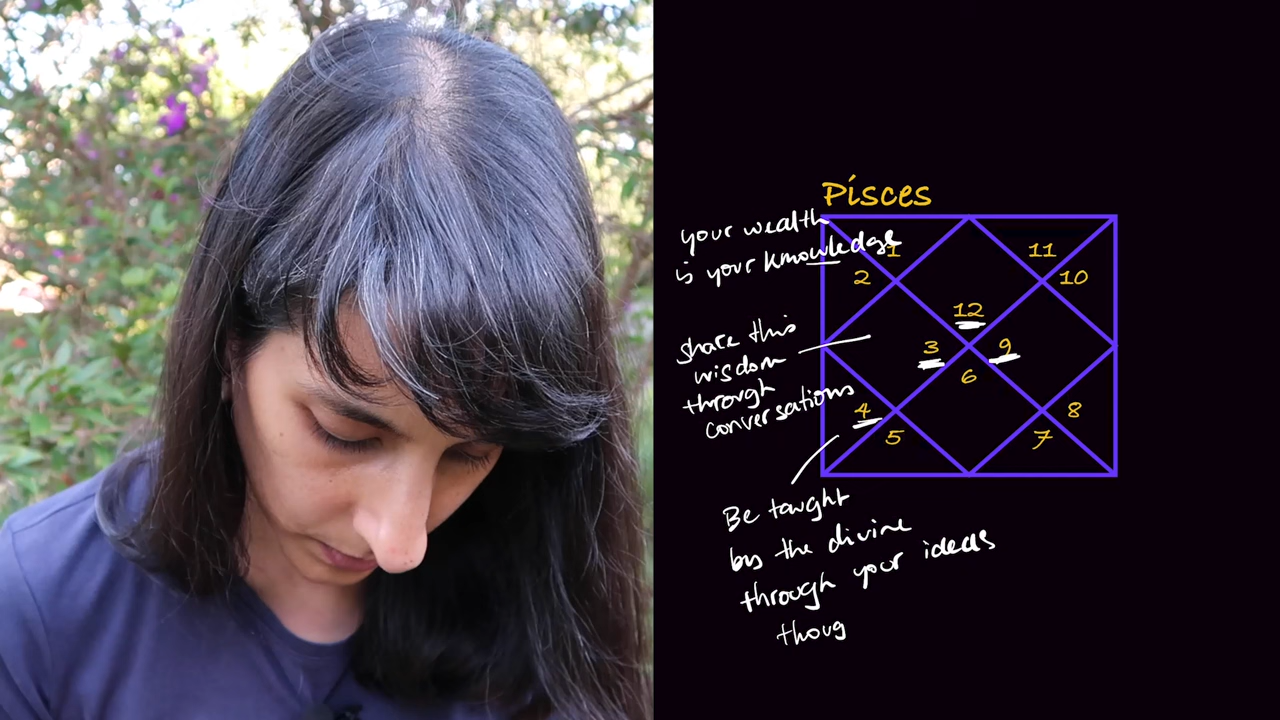 Pisces
your wealth
is your knowledge
1
11
2
10
12
share this
wisdom
through
conversations
3
9
6
4
8
5
7
Be taught
by the divine
through your ideas
thoug